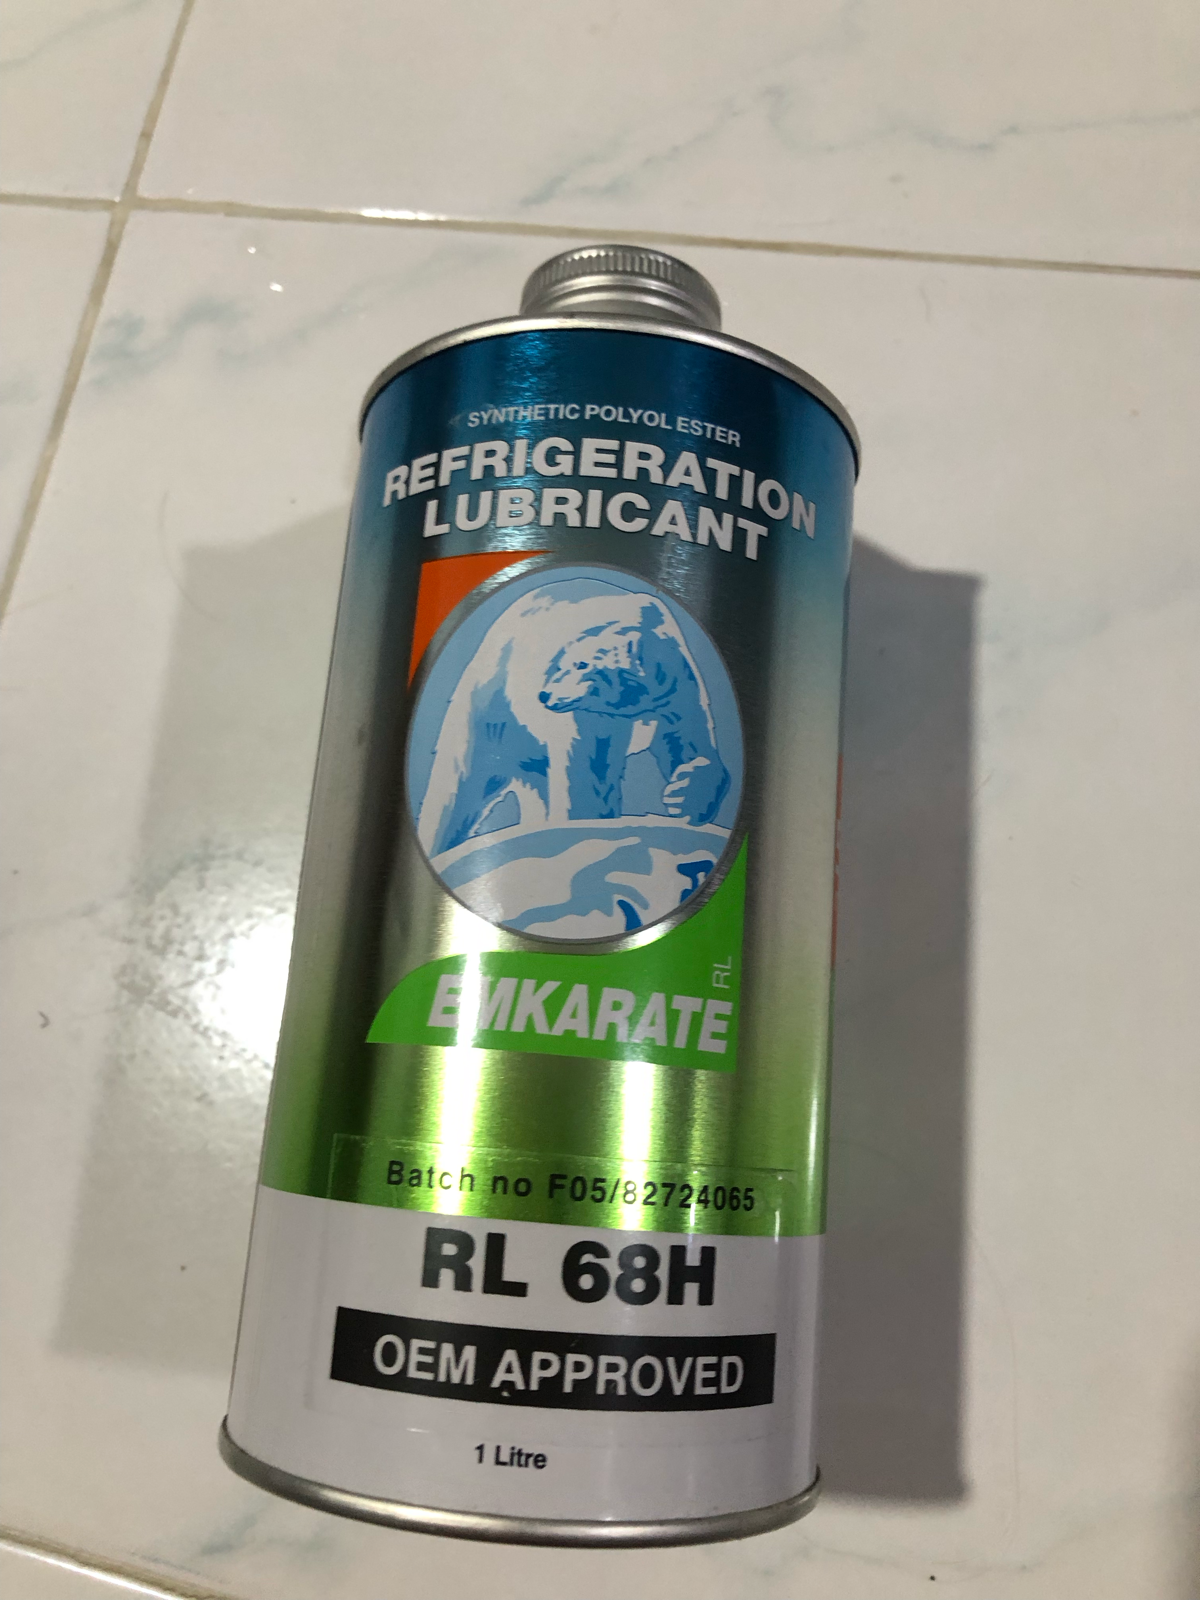 SYNTHETIC POLYOL ESTER
REFRIGERATION
LUBRICANT
EMKARATE RL
Batch no F05/82724065
RL 68H
OEM APPROVED
1 Litre